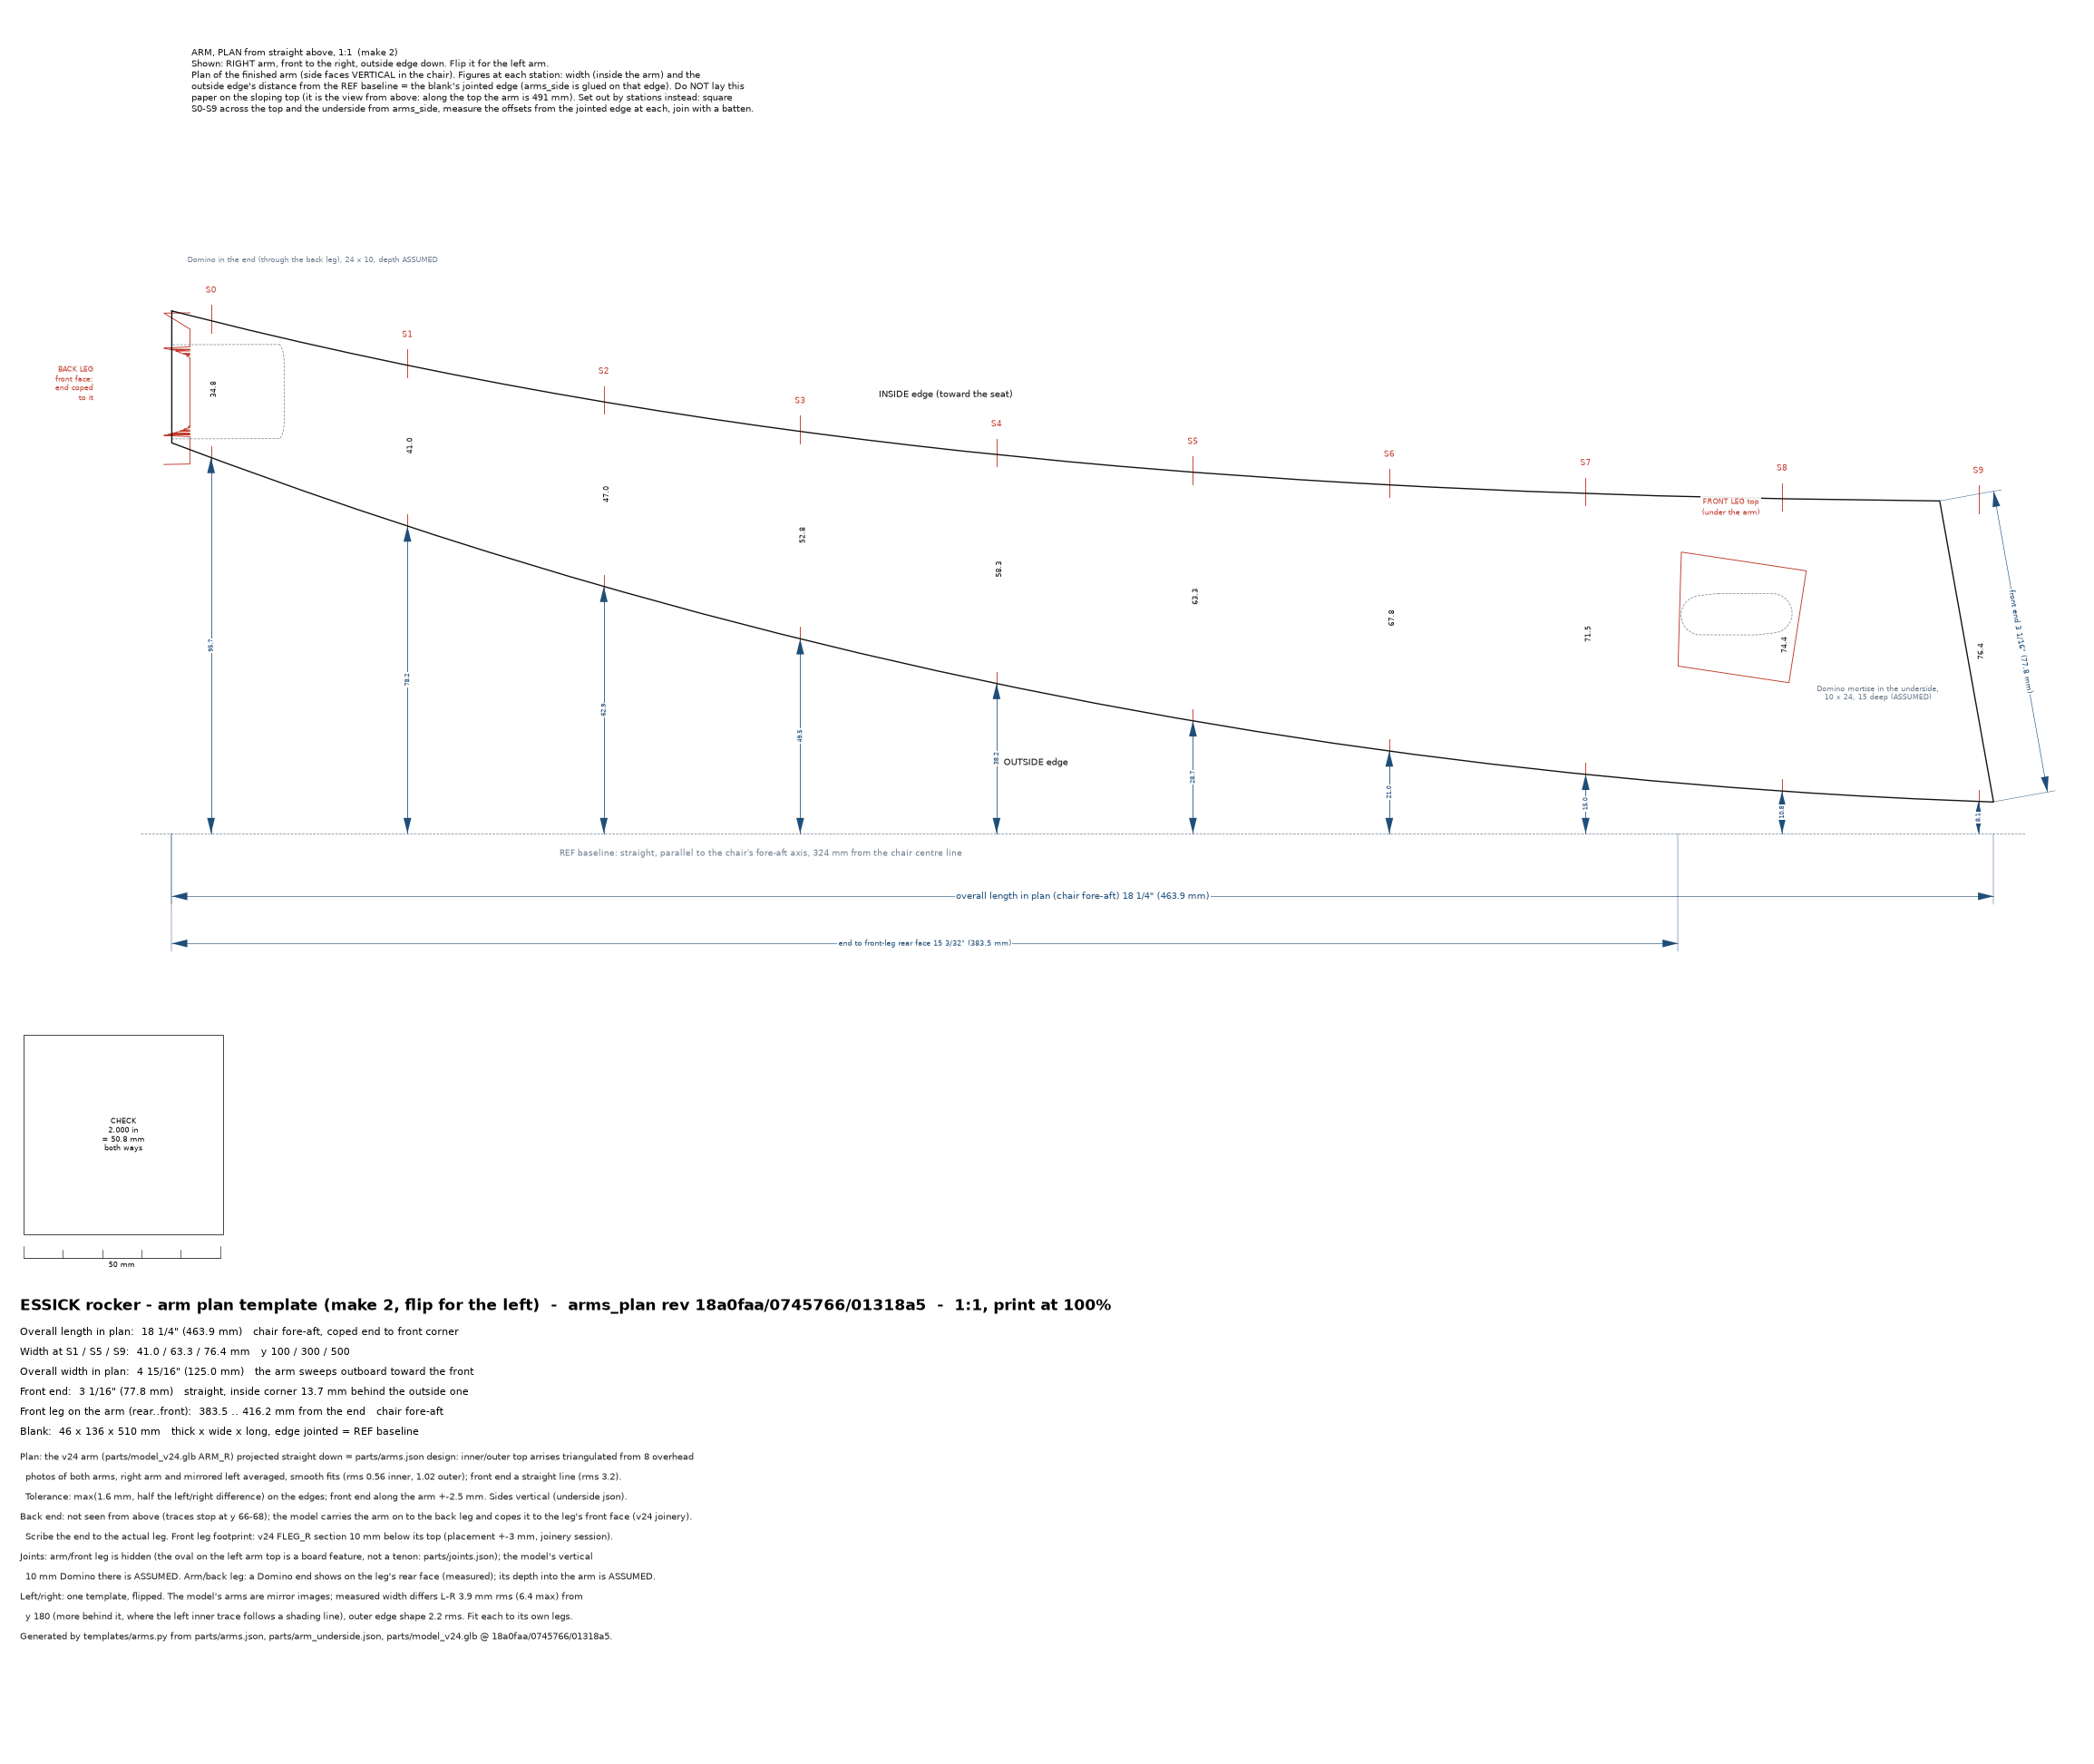 ARM, PLAN from straight above, 1:1 (make 2)
Shown: RIGHT arm, front to the right, outside edge down. Flip it for the left arm.
Plan of the finished arm (side faces VERTICAL in the chair). Figures at each station: width (inside the arm) and the
outside edge's distance from the REF baseline = the blank's jointed edge (arms_side is glued on that edge). Do NOT lay this
paper on the sloping top (it is the view from above: along the top the arm is 491 mm). Set out by stations instead: square
S0-S9 across the top and the underside from arms_side, measure the offsets from the jointed edge at each, join with a batten.
Domino in the end (through the back leg), 24 x 10, depth ASSUMED
S0
S1
S2
S3
S4
S5
S6
S7
S8
S9
BACK LEG
front face:
end coped
to it
INSIDE edge (toward the seat)
FRONT LEG top
(under the arm)
34.8
41.0
47.0
52.8
58.3
63.3
67.8
71.5
74.4
76.4
front end 3 1/16" (77.8 mm)
Domino mortise in the underside,
10 x 24, 15 deep (ASSUMED)
95.7
78.2
62.9
49.5
38.2
28.7
21.0
15.0
10.8
8.1
OUTSIDE edge
REF baseline: straight, parallel to the chair's fore-aft axis, 324 mm from the chair centre line
overall length in plan (chair fore-aft) 18 1/4" (463.9 mm)
end to front-leg rear face 15 3/32" (383.5 mm)
CHECK
2.000 in
= 50.8 mm
both ways
50 mm
ESSICK rocker - arm plan template (make 2, flip for the left) - arms_plan rev 18a0faa/0745766/01318a5 - 1:1, print at 100%
Overall length in plan: 18 1/4" (463.9 mm) chair fore-aft, coped end to front corner
Width at S1 / S5 / S9: 41.0 / 63.3 / 76.4 mm y 100 / 300 / 500
Overall width in plan: 4 15/16" (125.0 mm) the arm sweeps outboard toward the front
Front end: 3 1/16" (77.8 mm) straight, inside corner 13.7 mm behind the outside one
Front leg on the arm (rear..front): 383.5 .. 416.2 mm from the end chair fore-aft
Blank: 46 x 136 x 510 mm thick x wide x long, edge jointed = REF baseline
Plan: the v24 arm (parts/model_v24.glb ARM_R) projected straight down = parts/arms.json design: inner/outer top arrises triangulated from 8 overhead
photos of both arms, right arm and mirrored left averaged, smooth fits (rms 0.56 inner, 1.02 outer); front end a straight line (rms 3.2).
Tolerance: max(1.6 mm, half the left/right difference) on the edges; front end along the arm +-2.5 mm. Sides vertical (underside json).
Back end: not seen from above (traces stop at y 66-68); the model carries the arm on to the back leg and copes it to the leg's front face (v24 joinery).
Scribe the end to the actual leg. Front leg footprint: v24 FLEG_R section 10 mm below its top (placement +-3 mm, joinery session).
Joints: arm/front leg is hidden (the oval on the left arm top is a board feature, not a tenon: parts/joints.json); the model's vertical
10 mm Domino there is ASSUMED. Arm/back leg: a Domino end shows on the leg's rear face (measured); its depth into the arm is ASSUMED.
Left/right: one template, flipped. The model's arms are mirror images; measured width differs L-R 3.9 mm rms (6.4 max) from
y 180 (more behind it, where the left inner trace follows a shading line), outer edge shape 2.2 rms. Fit each to its own legs.
Generated by templates/arms.py from parts/arms.json, parts/arm_underside.json, parts/model_v24.glb @ 18a0faa/0745766/01318a5.